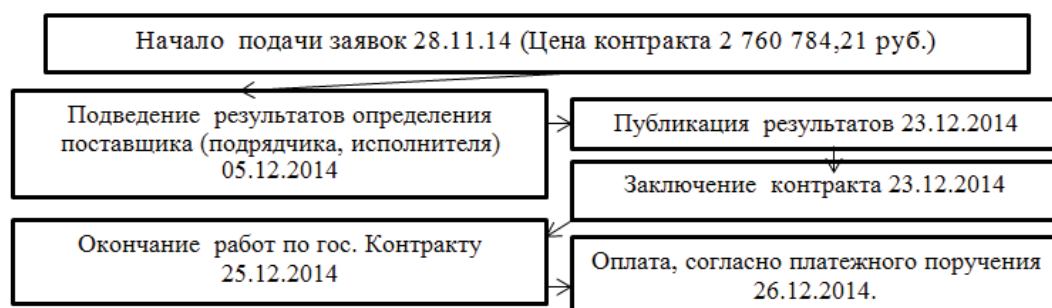 Начало подачи заявок 28.11.14 (Цена контракта 2 760 784,21 руб.)
Подведение результатов определения
поставщика (подрядчика, исполнителя)
05.12.2014
Публикация результатов 23.12.2014
Заключение контракта 23.12.2014
Окончание работ по гос. Контракту
25.12.2014
Оплата, согласно платежного поручения
26.12.2014.